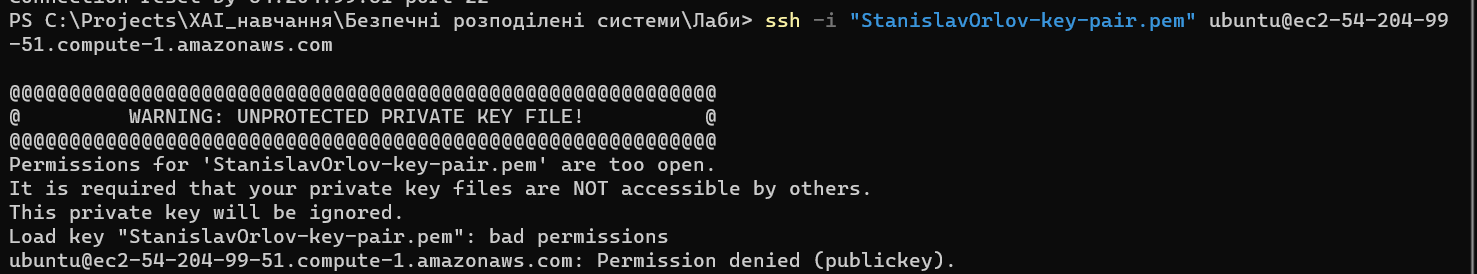 PS C:\Projects\XAI_навчання\Безпечні розподілені системи\Лаби> ssh -i "StanislavOrlov-key-pair.pem" ubuntu@ec2-54-204-99
-51.compute-1.amazonaws.com
@@@@@@@@@@@@@@@@@@@@@@@@@@@@@@@@@@@@@@@@@@@@@@@@@@@@@@@@@@@
@         WARNING: UNPROTECTED PRIVATE KEY FILE!          @
@@@@@@@@@@@@@@@@@@@@@@@@@@@@@@@@@@@@@@@@@@@@@@@@@@@@@@@@@@@
Permissions for 'StanislavOrlov-key-pair.pem' are too open.
It is required that your private key files are NOT accessible by others.
This private key will be ignored.
Load key "StanislavOrlov-key-pair.pem": bad permissions
ubuntu@ec2-54-204-99-51.compute-1.amazonaws.com: Permission denied (publickey).